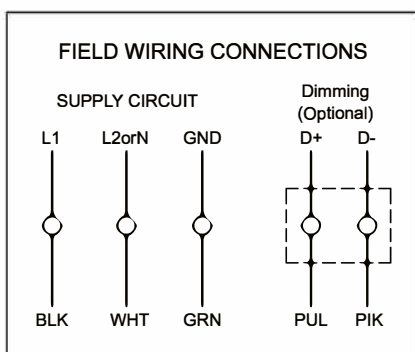 FIELD WIRING CONNECTIONS
SUPPLY CIRCUIT
Dimming
(Optional)
L1 L2orN GND D+ D-
BLK WHT GRN PUL PIK